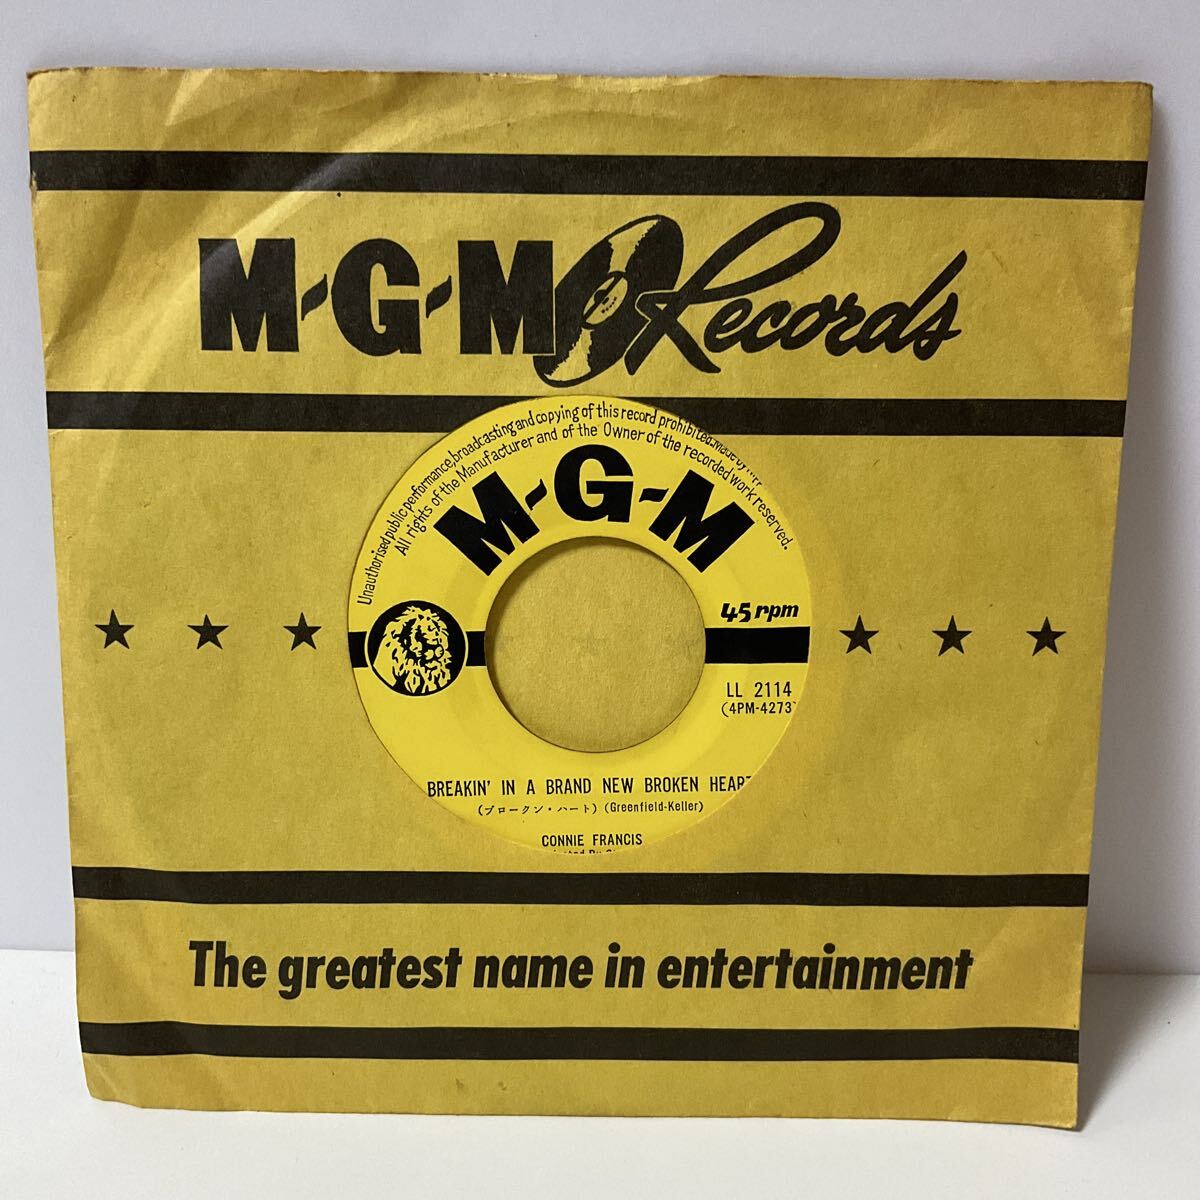 M-G-M Records
Unauthorised public performance, broadcasting and copying of this record prohibited. Made by
All rights of the Manufacturer and of the Owner of the recorded work reserved.
M-G-M
45 rpm
LL 2114
(4PM-4273)
BREAKIN' IN A BRAND NEW BROKEN HEART
(ブロークン・ハート) (Greenfield-Keller)
CONNIE FRANCIS
The greatest name in entertainment